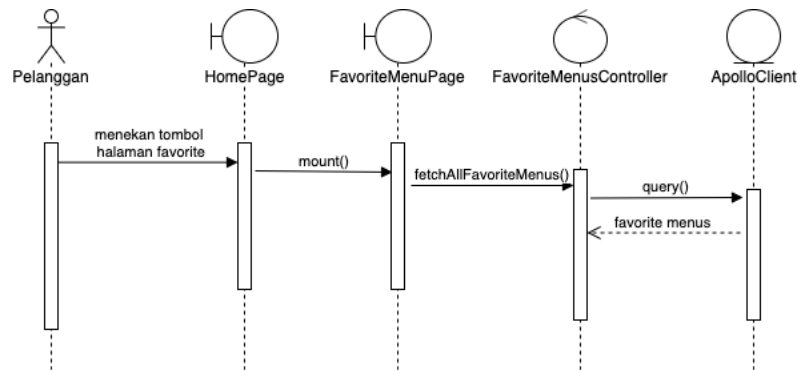 Pelanggan
HomePage
FavoriteMenuPage
FavoriteMenusController
ApolloClient
menekan tombol
halaman favorite
mount()
fetchAllFavoriteMenus()
query()
favorite menus